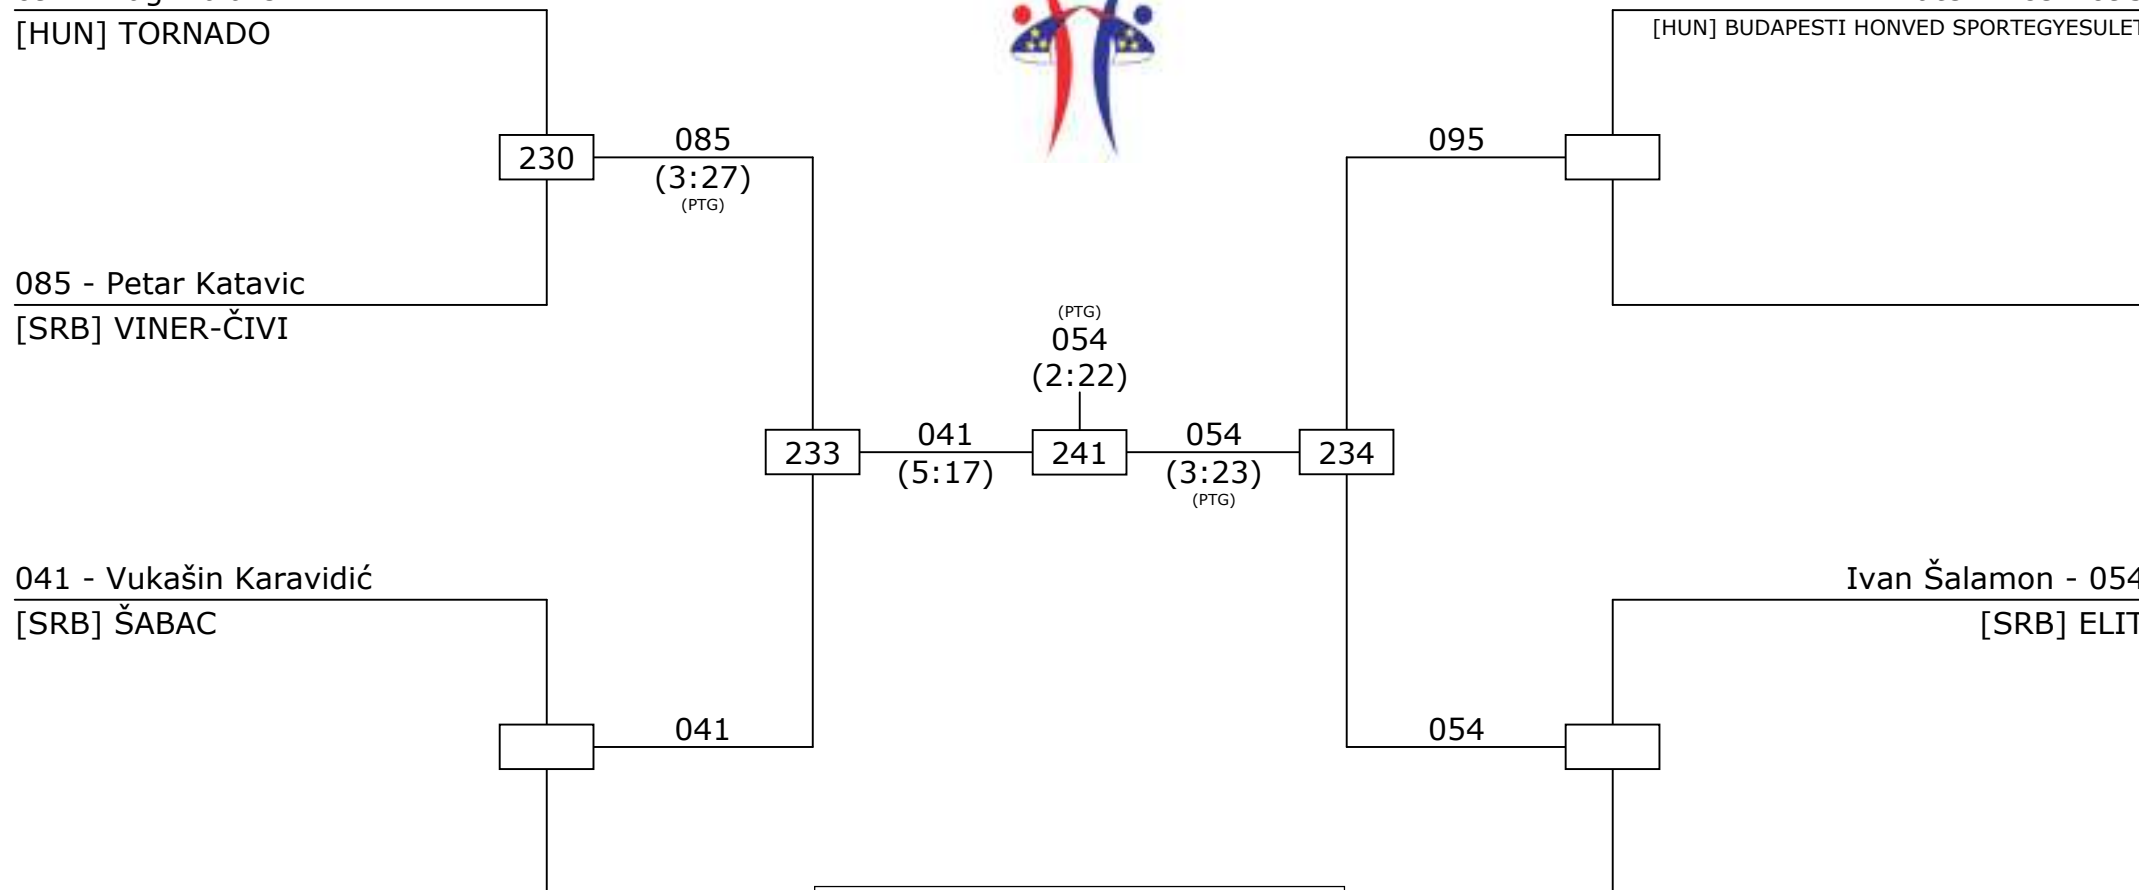 [HUN] TORNADO
[HUN] BUDAPESTI HONVED SPORTEGYESULET
230
085
(3:27)
(PTG)
095
085 - Petar Katavic
[SRB] VINER-ČIVI
(PTG)
054
(2:22)
233
041
(5:17)
241
054
(3:23)
(PTG)
234
041 - Vukašin Karavidić
[SRB] ŠABAC
Ivan Šalamon - 054
[SRB] ELIT
041
054